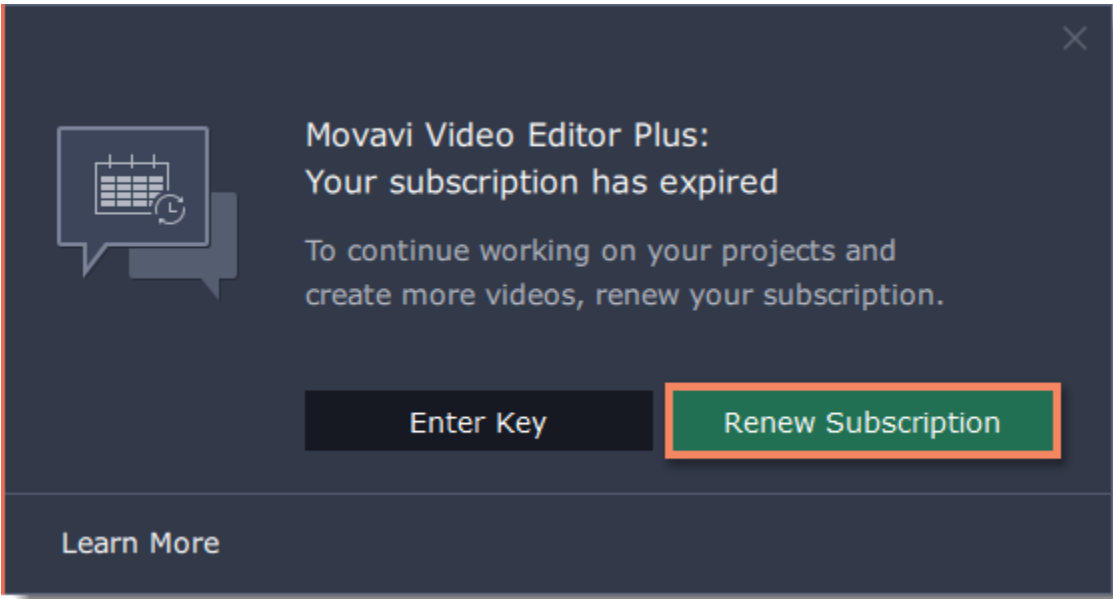 Movavi Video Editor Plus:
Your subscription has expired
To continue working on your projects and
create more videos, renew your subscription.
Enter Key
Renew Subscription
Learn More